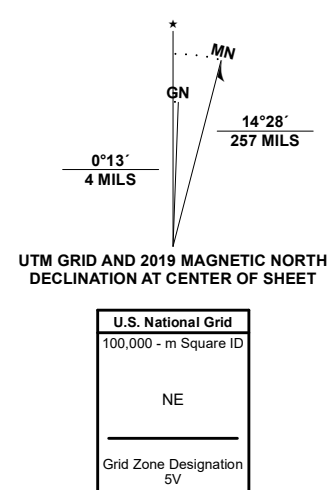 ★
MN
GN
14°28´
257 MILS
0°13´
4 MILS
UTM GRID AND 2019 MAGNETIC NORTH
DECLINATION AT CENTER OF SHEET
U.S. National Grid
100,000 - m Square ID
NE
Grid Zone Designation
5V